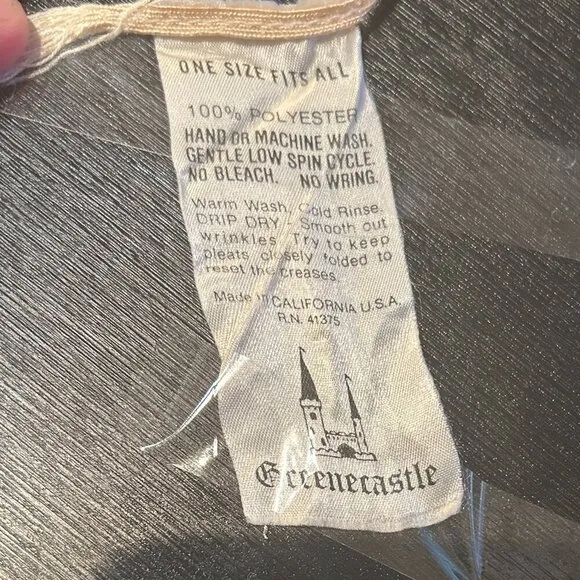 ONE SIZE FITS ALL
100% POLYESTER
HAND OR MACHINE WASH.
GENTLE LOW SPIN CYCLE.
NO BLEACH. NO WRING.
Warm Wash, Cold Rinse,
DRIP DRY. Smooth out
wrinkles. Try to keep
pleats closely folded to
reset the creases.
Made in CALIFORNIA U.S.A.
R.N. 41375
Greenecastle